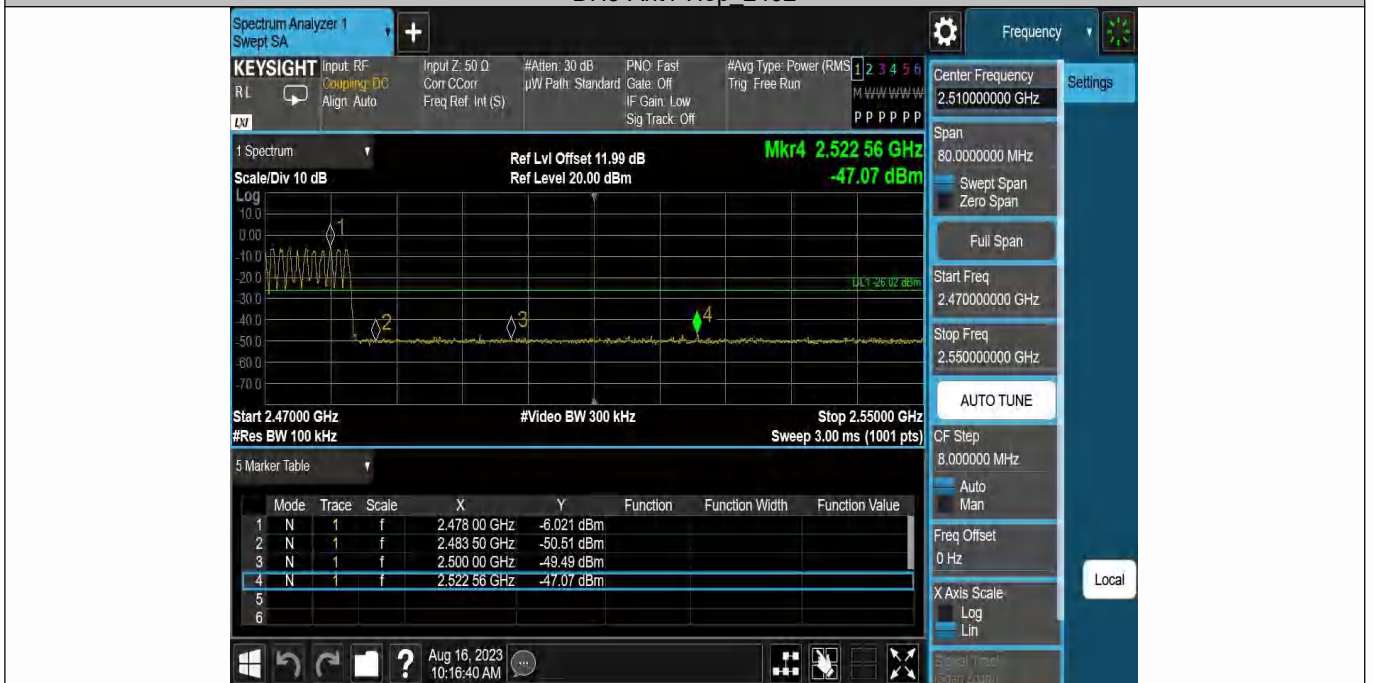 Spectrum Analyzer 1
Swept SA
+
Frequency
KEYSIGHT
RL
LXI
Input: RF
Coupling: DC
Align: Auto
Input Z: 50 Ω
Corr CCorr
Freq Ref: Int (S)
#Atten: 30 dB
µW Path: Standard
PNO: Fast
Gate: Off
IF Gain: Low
Sig Track: Off
#Avg Type: Power (RMS
Trig: Free Run
1 2 3 4 5 6
M W W W W W
P P P P P P
Center Frequency
2.510000000 GHz
Settings
Span
80.0000000 MHz
Swept Span
Zero Span
Full Span
Start Freq
2.470000000 GHz
Stop Freq
2.550000000 GHz
AUTO TUNE
CF Step
8.000000 MHz
Auto
Man
Freq Offset
0 Hz
X Axis Scale
Log
Lin
Local
1 Spectrum
Scale/Div 10 dB
Ref Lvl Offset 11.99 dB
Ref Level 20.00 dBm
Mkr4 2.522 56 GHz
-47.07 dBm
Log
10.0
0.00
-10.0
-20.0
-30.0
-40.0
-50.0
-60.0
-70.0
1
2
3
4
DL1 -26.02 dBm
Start 2.47000 GHz
#Video BW 300 kHz
Stop 2.55000 GHz
#Res BW 100 kHz
Sweep 3.00 ms (1001 pts)
5 Marker Table
Mode Trace Scale X Y Function Function Width Function Value
1 N 1 f 2.478 00 GHz -6.021 dBm
2 N 1 f 2.483 50 GHz -50.51 dBm
3 N 1 f 2.500 00 GHz -49.49 dBm
4 N 1 f 2.522 56 GHz -47.07 dBm
5
6
? Aug 16, 2023
10:16:40 AM